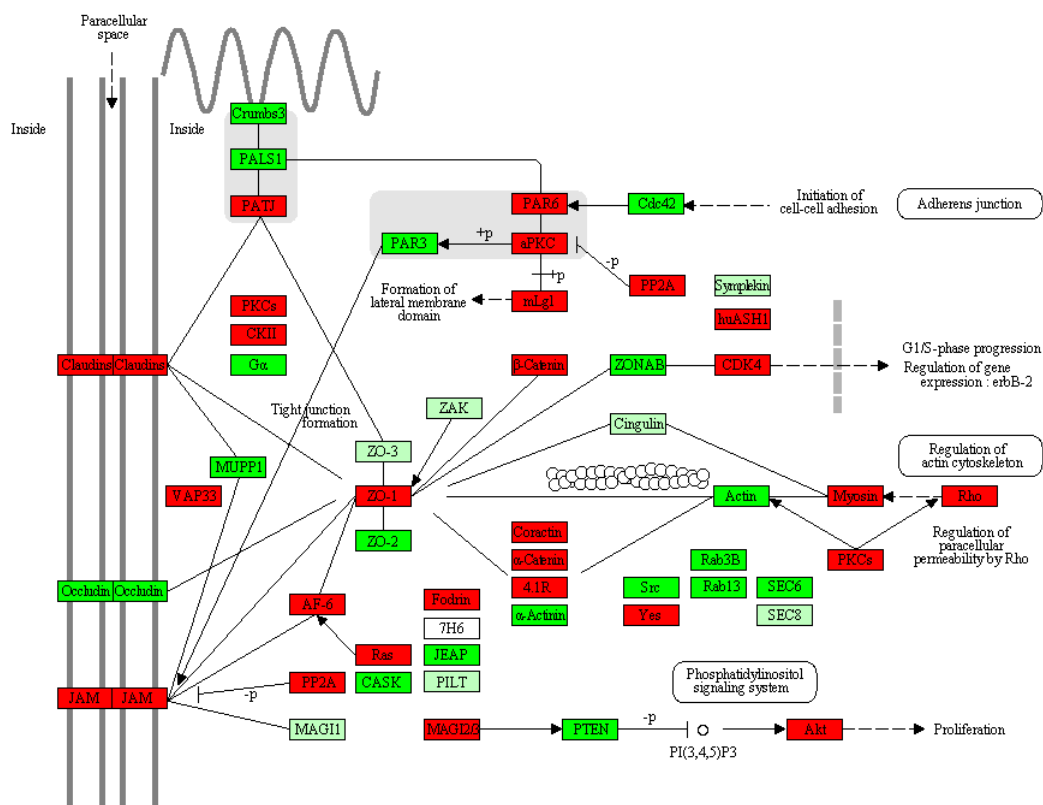 Paracellular
space
Inside
Inside
Crumbs3
PALS1
PATJ
PAR6
Cdc42
Initiation of
cell-cell adhesion
Adherens junction
PAR3
+p
aPKC
-p
+p
PP2A
Symplekin
Formation of
lateral membrane
domain
mLgl
huASH1
PKCs
CKII
Gα
Claudins
Claudins
β-Catenin
ZONAB
CDK4
G1/S-phase progression
Regulation of gene
expression : erbB-2
Tight junction
formation
ZAK
Cingulin
ZO-3
MUPP1
VAP33
ZO-1
ZO-2
Actin
Myosin
Rho
Regulation of
actin cytoskeleton
Regulation of
paracellular
permeability by Rho
PKCs
Coractin
α-Catenin
4.1R
α-Actinin
Rab3B
Src
Rab13
SEC6
Yes
SEC8
Occludin
Occludin
AF-6
Fodrin
7H6
Ras
JEAP
PP2A
CASK
PILT
JAM
JAM
-p
MAGI1
MAGI2/3
PTEN
-p
PI(3,4,5)P3
Phosphatidylinositol
signaling system
Akt
Proliferation